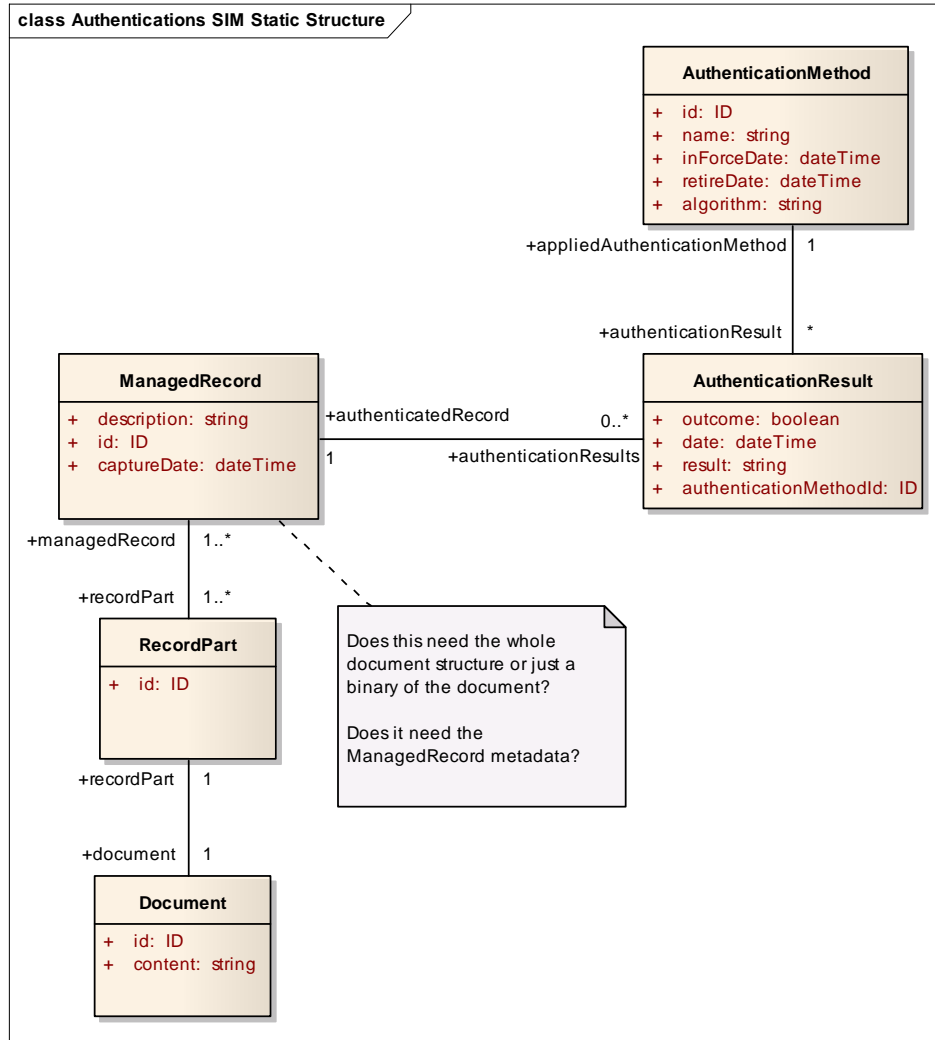 class Authentications SIM Static Structure
AuthenticationMethod
+ id: ID
+ name: string
+ inForceDate: dateTime
+ retireDate: dateTime
+ algorithm: string
+appliedAuthenticationMethod 1
+authenticationResult *
ManagedRecord
+ description: string
+ id: ID
+ captureDate: dateTime
+authenticatedRecord 0..*
1 +authenticationResults
AuthenticationResult
+ outcome: boolean
+ date: dateTime
+ result: string
+ authenticationMethodId: ID
+managedRecord 1..*
+recordPart 1..*
RecordPart
+ id: ID
Does this need the whole
document structure or just a
binary of the document?
Does it need the
ManagedRecord metadata?
+recordPart 1
+document 1
Document
+ id: ID
+ content: string